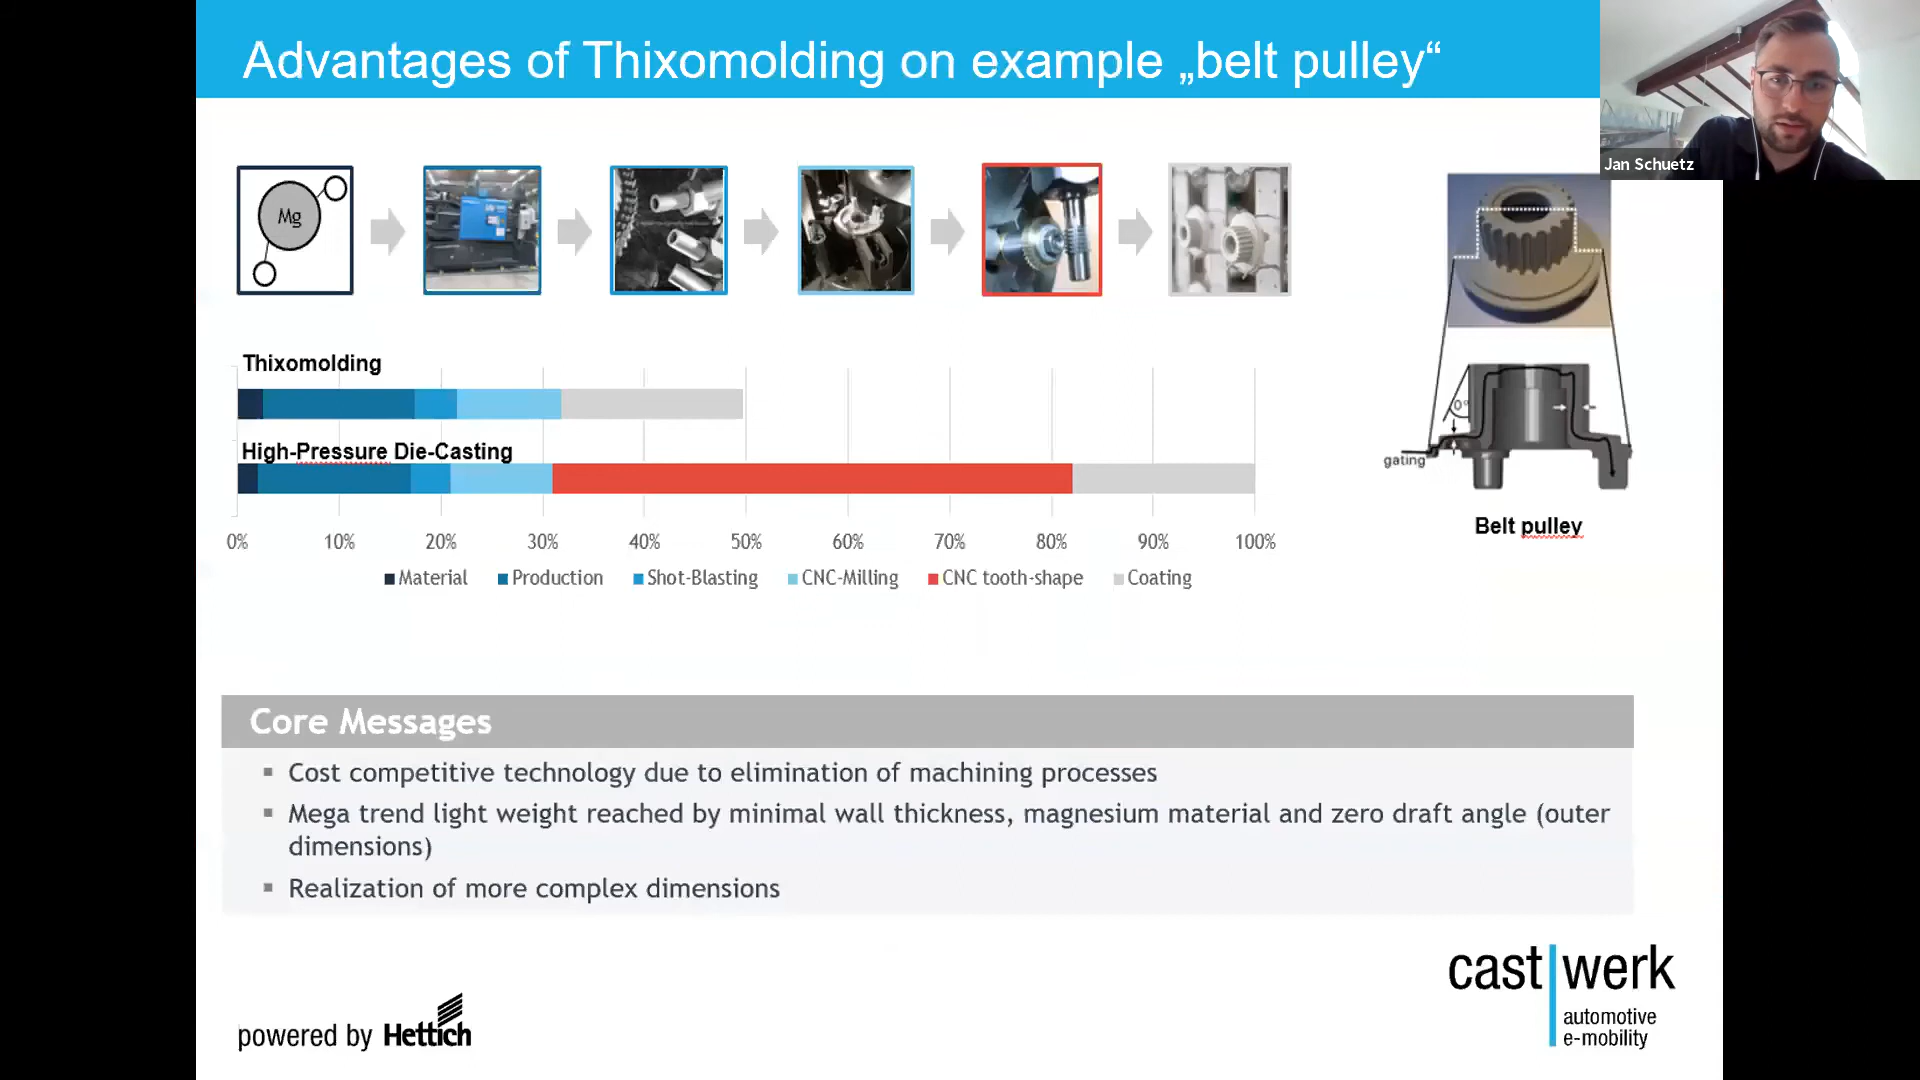 Advantages of Thixomolding on example „belt pulley“
Jan Schuetz
Mg
Thixomolding
High-Pressure Die-Casting
0% 10% 20% 30% 40% 50% 60% 70% 80% 90% 100%
Material Production Shot-Blasting CNC-Milling CNC tooth-shape Coating
0°
gating
Belt pulley
Core Messages
▪ Cost competitive technology due to elimination of machining processes
▪ Mega trend light weight reached by minimal wall thickness, magnesium material and zero draft angle (outer
dimensions)
▪ Realization of more complex dimensions
powered by Hettich
cast|werk
automotive
e-mobility